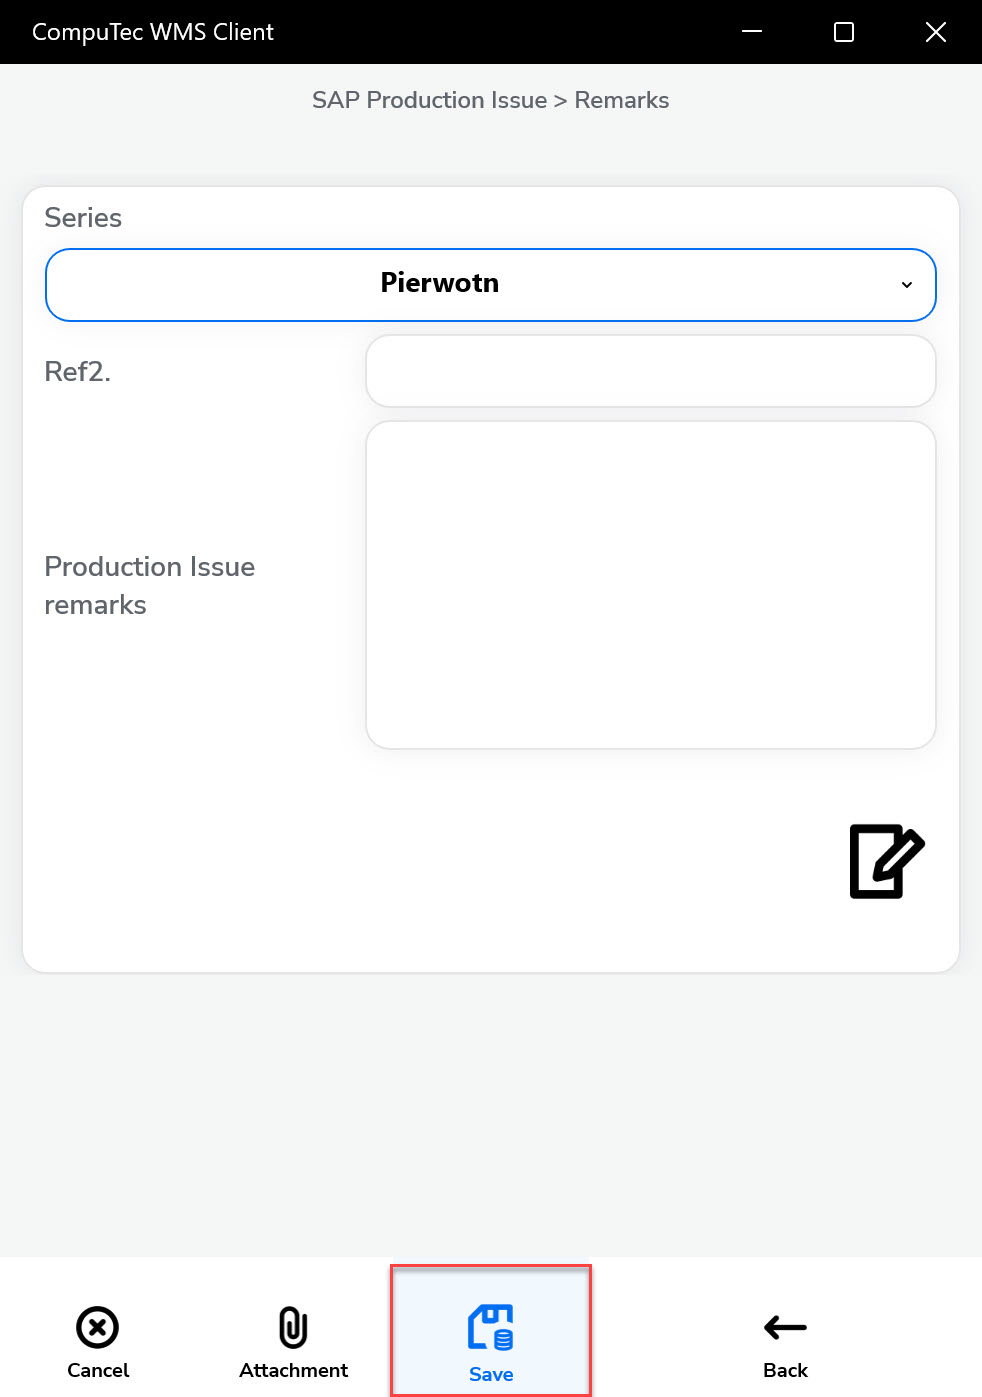 CompuTec WMS Client
SAP Production Issue > Remarks
Series
Pierwotn
Ref2.
Production Issue
remarks
Cancel
Attachment
Save
Back